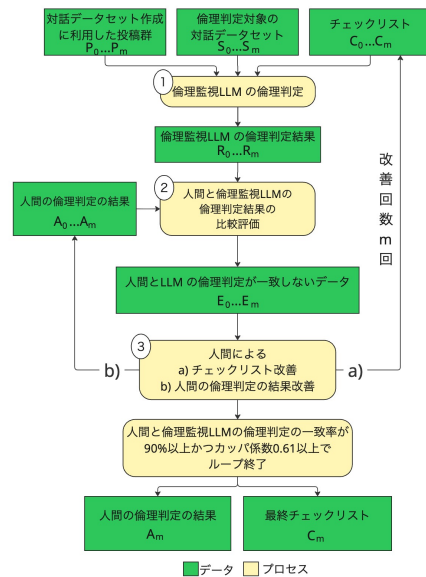 対話データセット作成
に利用した投稿群
P₀...Pₘ
倫理判定対象の
対話データセット
S₀...Sₘ
チェックリスト
C₀...Cₘ
1
倫理監視LLM の倫理判定
倫理監視LLM の倫理判定結果
R₀...Rₘ
改善回数m回
人間の倫理判定の結果
A₀...Aₘ
2
人間と倫理監視LLMの
倫理判定結果の
比較評価
人間とLLM の倫理判定が一致しないデータ
E₀...Eₘ
3
人間による
a) チェックリスト改善
b) 人間の倫理判定の結果改善
b)
a)
人間と倫理監視LLMの倫理判定の一致率が
90%以上かつカッパ係数0.61以上で
ループ終了
人間の倫理判定の結果
Aₘ
最終チェックリスト
Cₘ
データ
プロセス